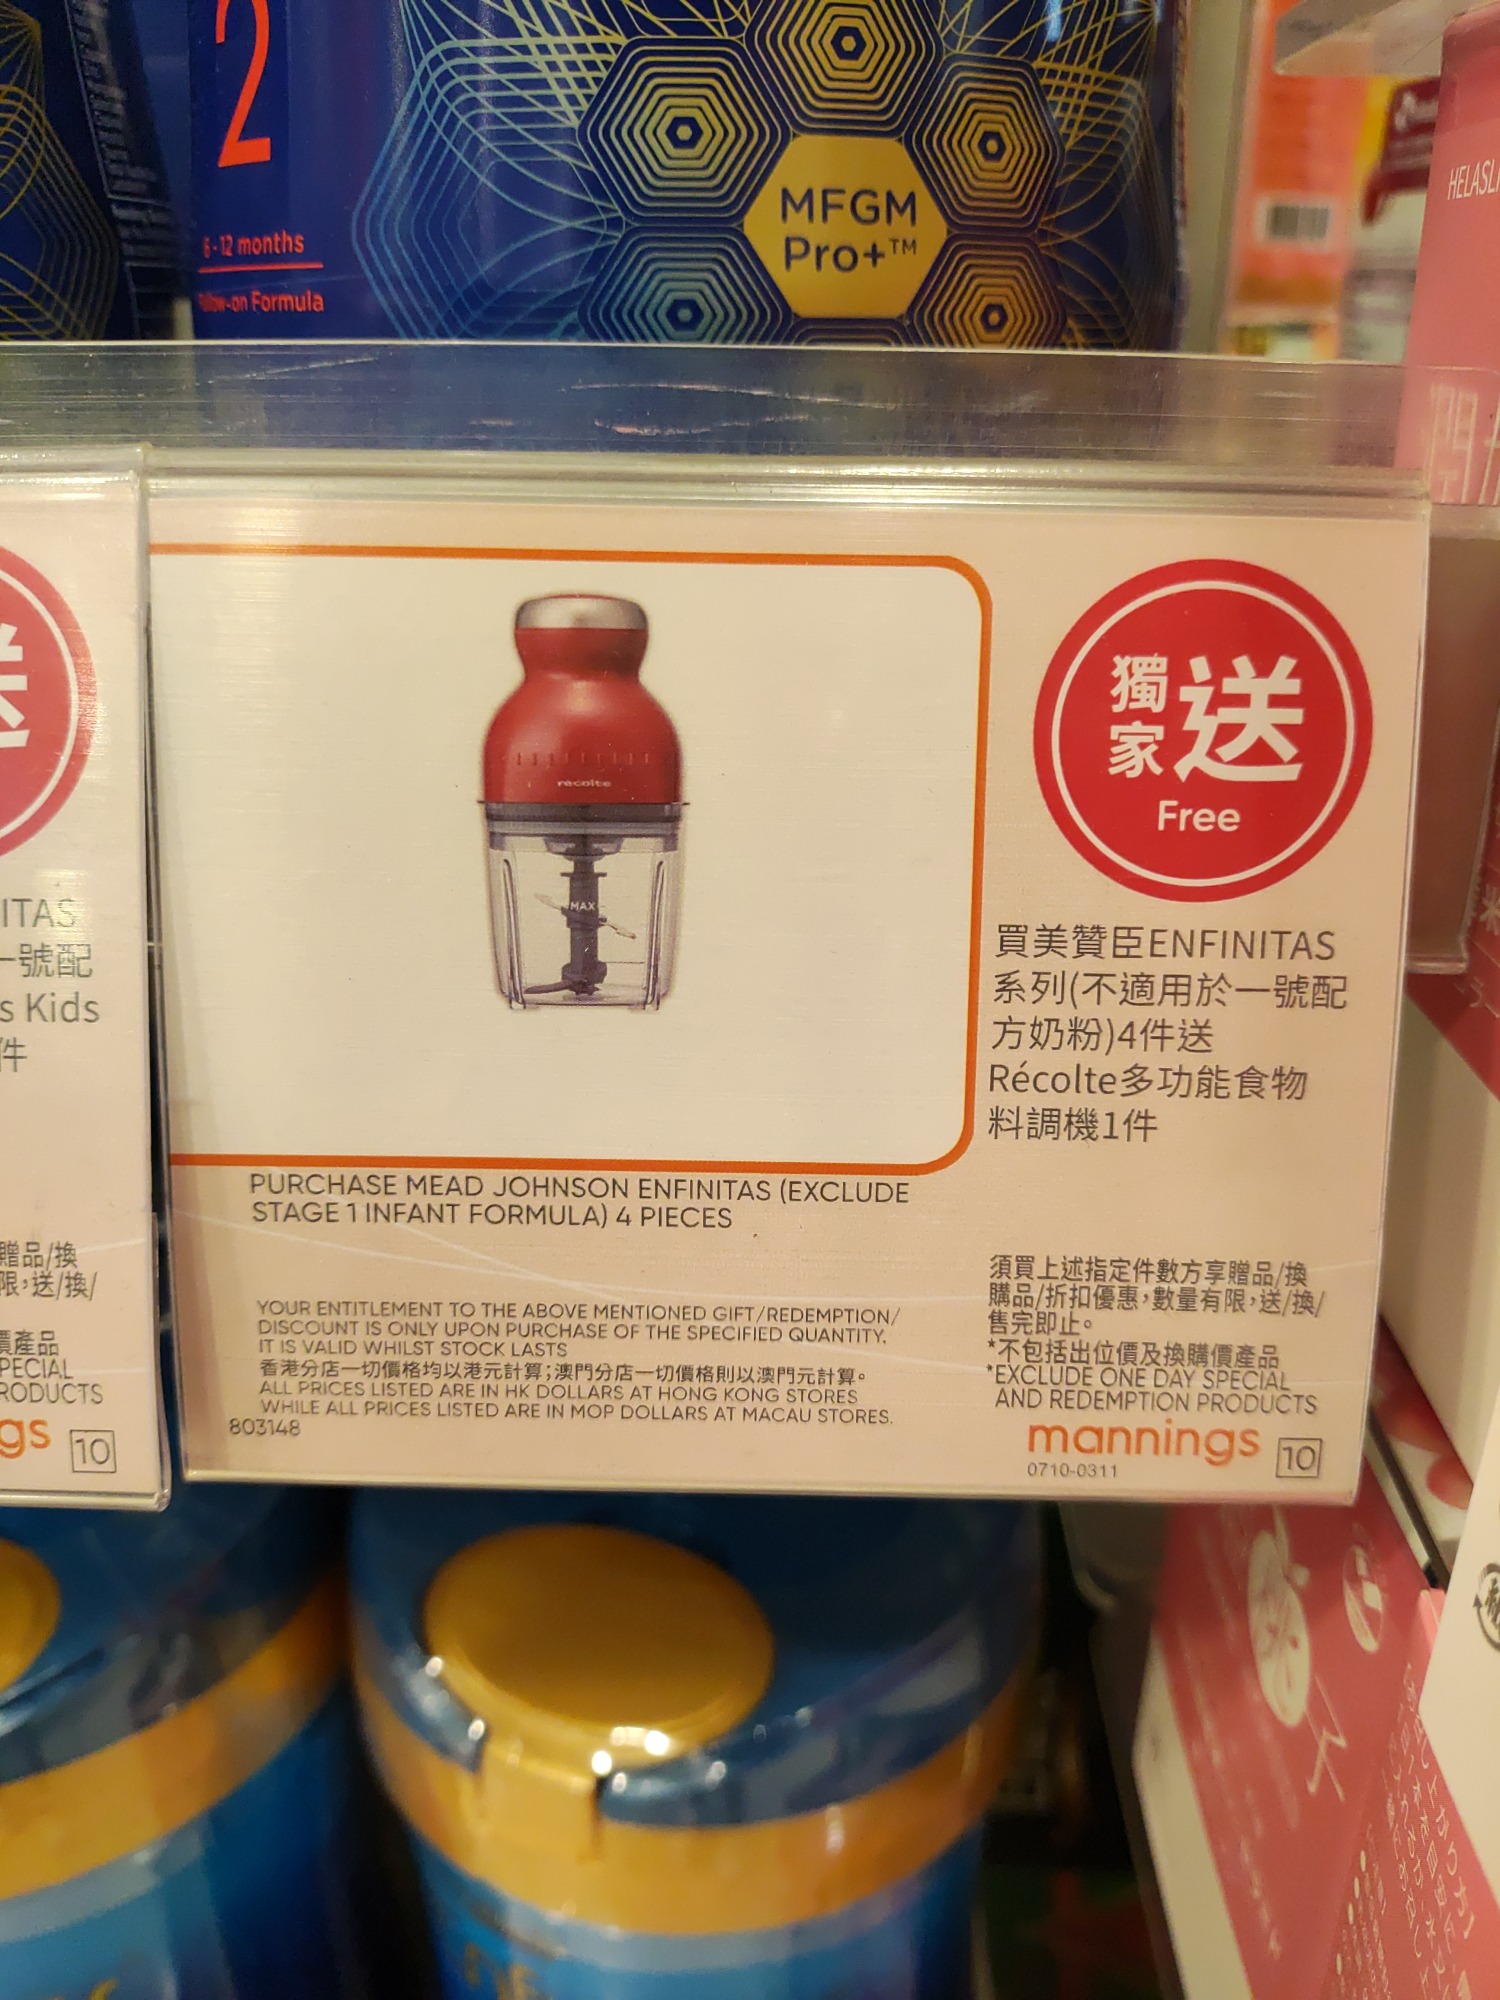 2
6-12 months
Follow-on Formula
MFGM
Pro+™
HELASL
récolte
MAX
獨家送
Free
買美贊臣ENFINITAS
系列(不適用於一號配
方奶粉)4件送
Récolte多功能食物
料調機1件
PURCHASE MEAD JOHNSON ENFINITAS (EXCLUDE
STAGE 1 INFANT FORMULA) 4 PIECES
YOUR ENTITLEMENT TO THE ABOVE MENTIONED GIFT/REDEMPTION/
DISCOUNT IS ONLY UPON PURCHASE OF THE SPECIFIED QUANTITY.
IT IS VALID WHILST STOCK LASTS
香港分店一切價格均以港元計算；澳門分店一切價格則以澳門元計算。
ALL PRICES LISTED ARE IN HK DOLLARS AT HONG KONG STORES
WHILE ALL PRICES LISTED ARE IN MOP DOLLARS AT MACAU STORES.
803148
須買上述指定件數方享贈品/換
購品/折扣優惠，數量有限，送/換/
售完即止。
*不包括出位價及換購價產品
*EXCLUDE ONE DAY SPECIAL
AND REDEMPTION PRODUCTS
mannings 10
0710-0311
送
ITAS
一號配
s Kids
件
贈品/換
限，送/換/
價產品
PECIAL
RODUCTS
gs 10